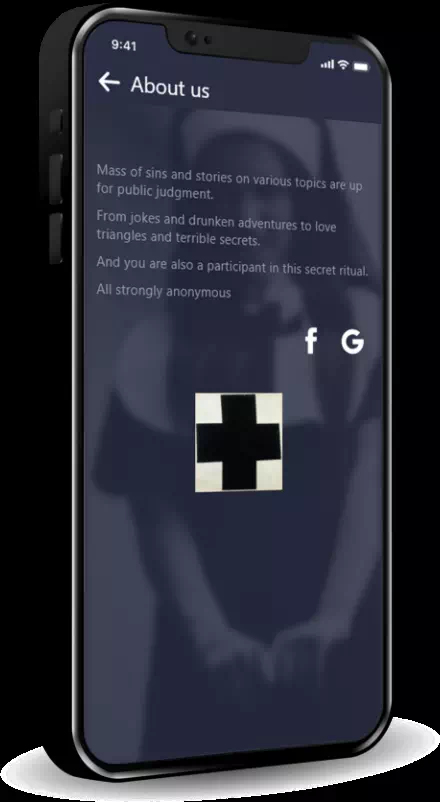 9:41
About us
Mass of sins and stories on various topics are up
for public judgment.
From jokes and drunken adventures to love
triangles and terrible secrets.
And you are also a participant in this secret ritual.
All strongly anonymous
f G